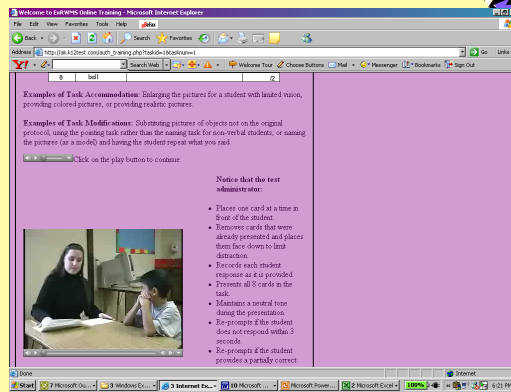 Welcome to ExRWMS Online Training - Microsoft Internet Explorer
File Edit View Favorites Tools Help eFax
Back Search Favorites
Address http://ak.k12test.com/auth_training.php?taskid=16&tasknum=1 Go Links
Y! Search Web Welcome Tour Choose Buttons Mail Messenger Bookmarks Sign Out
8 ball /2
Examples of Task Accommodation: Enlarging the pictures for a student with limited vision,
providing colored pictures, or providing realistic pictures.
Examples of Task Modifications: Substituting pictures of objects not on the original
protocol, using the pointing task rather than the naming task for non-verbal students, or naming
the pictures (as a model) and having the student repeat what you said.
Click on the play button to continue.
Notice that the test
administrator:
• Places one card at a time in
front of the student.
• Removes cards that were
already presented and places
them face down to limit
distraction.
• Records each student
response as it is provided.
• Presents all 8 cards in the
task.
• Maintains a neutral tone
during the presentation.
• Re-prompts if the student
does not respond within 3
seconds.
• Re-prompts if the student
provides a partially correct
Done Internet
Start 7 Microsoft Ou... 3 Windows Ex... 3 Internet Ex... 10 Microsoft ... Microsoft Power... 2 Microsoft Excel 100% 6:21 PM